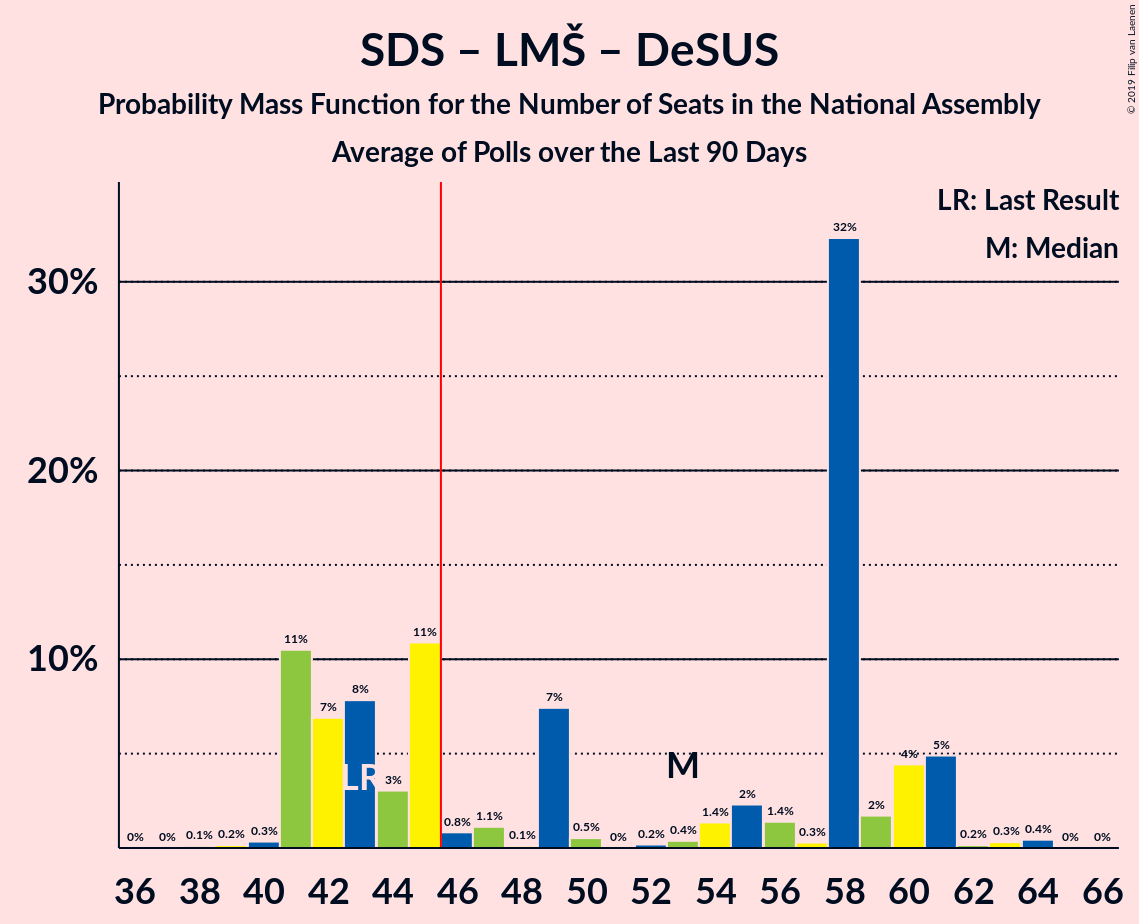 SDS – LMŠ – DeSUS
Probability Mass Function for the Number of Seats in the National Assembly
Average of Polls over the Last 90 Days
© 2019 Filip van Laenen
LR: Last Result
M: Median
30%
20%
10%
0% 0% 0.1% 0.2% 0.3% 11% 7% 8% 3% 11% 0.8% 1.1% 0.1% 7% 0.5% 0% 0.2% 0.4% 1.4% 2% 1.4% 0.3% 32% 2% 4% 5% 0.2% 0.3% 0.4% 0% 0%
LR
M
36 38 40 42 44 46 48 50 52 54 56 58 60 62 64 66